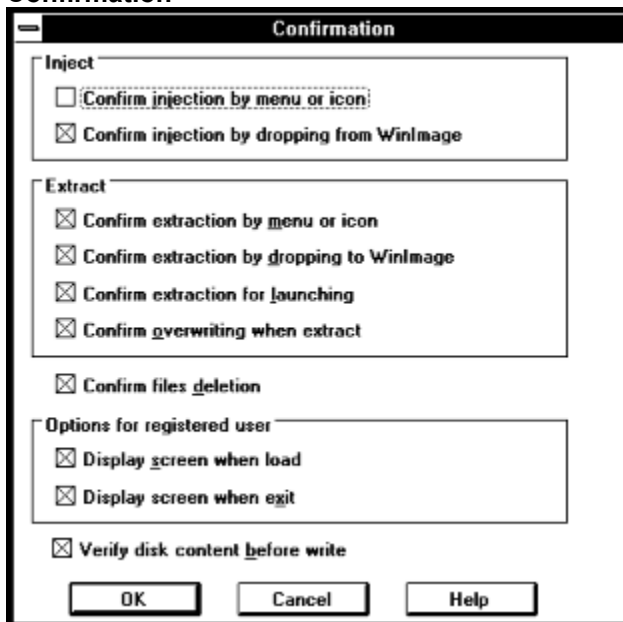 Confirmation
Confirmation
Inject
Confirm injection by menu or icon
Confirm injection by dropping from WinImage
Extract
Confirm extraction by menu or icon
Confirm extraction by dropping to WinImage
Confirm extraction for launching
Confirm overwriting when extract
Confirm files deletion
Options for registered user
Display screen when load
Display screen when exit
Verify disk content before write
OK Cancel Help